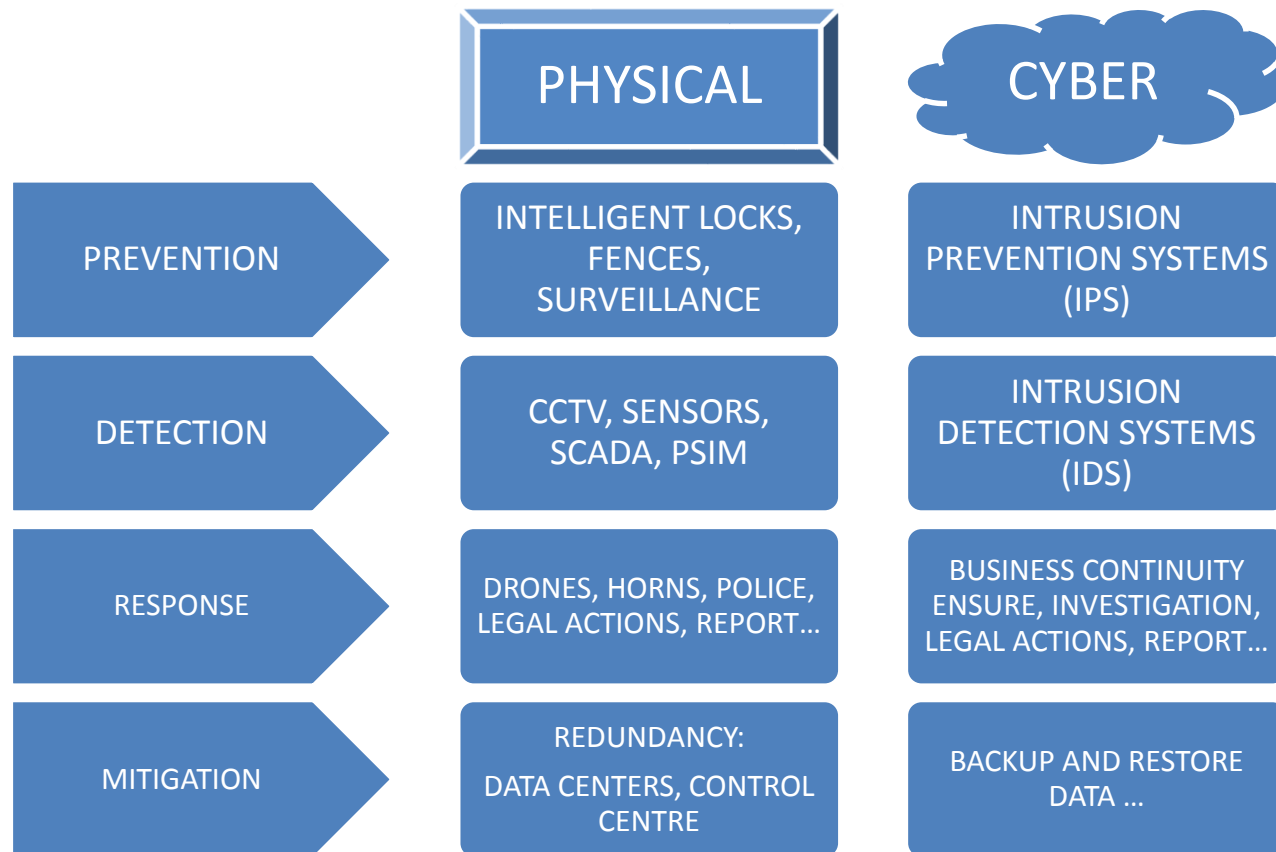 PHYSICAL
CYBER
PREVENTION
INTELLIGENT LOCKS,
FENCES,
SURVEILLANCE
INTRUSION
PREVENTION SYSTEMS
(IPS)
DETECTION
CCTV, SENSORS,
SCADA, PSIM
INTRUSION
DETECTION SYSTEMS
(IDS)
RESPONSE
DRONES, HORNS, POLICE,
LEGAL ACTIONS, REPORT…
BUSINESS CONTINUITY
ENSURE, INVESTIGATION,
LEGAL ACTIONS, REPORT…
MITIGATION
REDUNDANCY:
DATA CENTERS, CONTROL
CENTRE
BACKUP AND RESTORE
DATA …